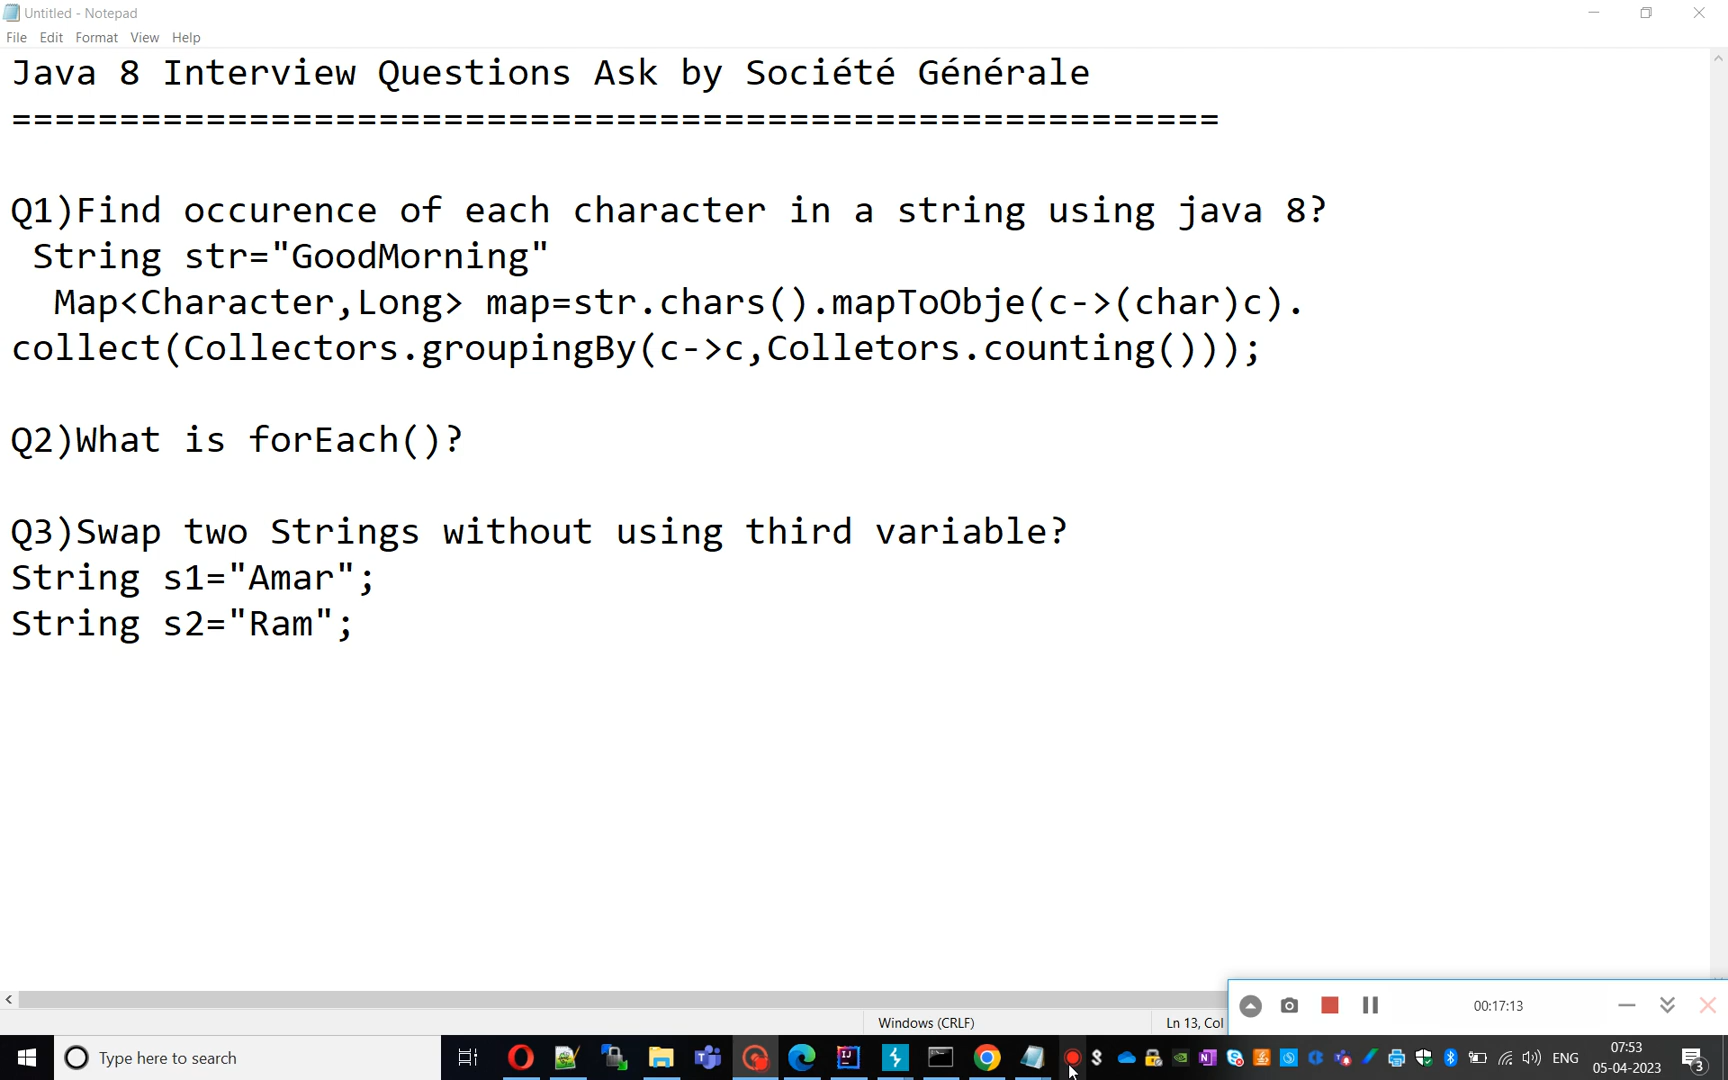 Untitled - Notepad
File Edit Format View Help
Java 8 Interview Questions Ask by Société Générale
========================================================
Q1)Find occurence of each character in a string using java 8?
String str="GoodMorning"
Map<Character,Long> map=str.chars().mapToObje(c->(char)c).
collect(Collectors.groupingBy(c->c,Colletors.counting()));
Q2)What is forEach()?
Q3)Swap two Strings without using third variable?
String s1="Amar";
String s2="Ram";
00:17:13
Windows (CRLF) Ln 13, Col
Type here to search
ENG
07:53
05-04-2023
3